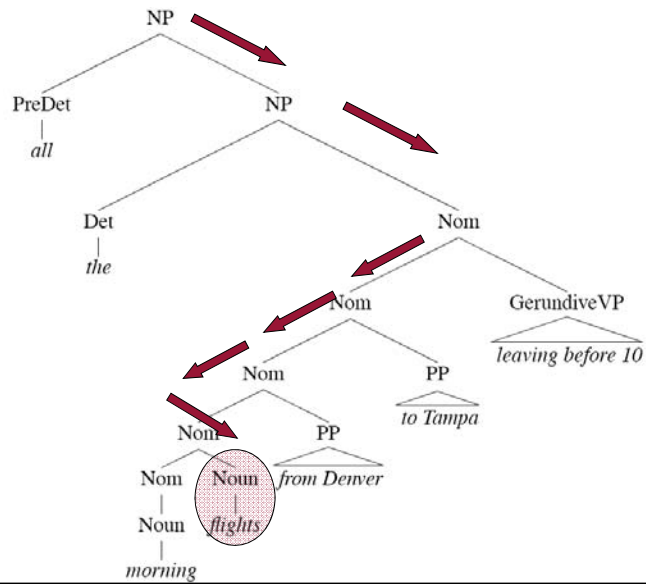 NP
PreDet NP
all
Det Nom
the
Nom GerundiveVP
leaving before 10
Nom PP
to Tampa
Nom PP
Nom Noun from Denver
Noun flights
morning